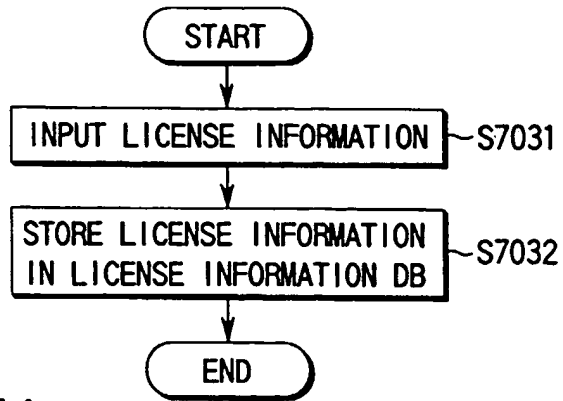 START
INPUT LICENSE INFORMATION
S7031
STORE LICENSE INFORMATION
IN LICENSE INFORMATION DB
S7032
END